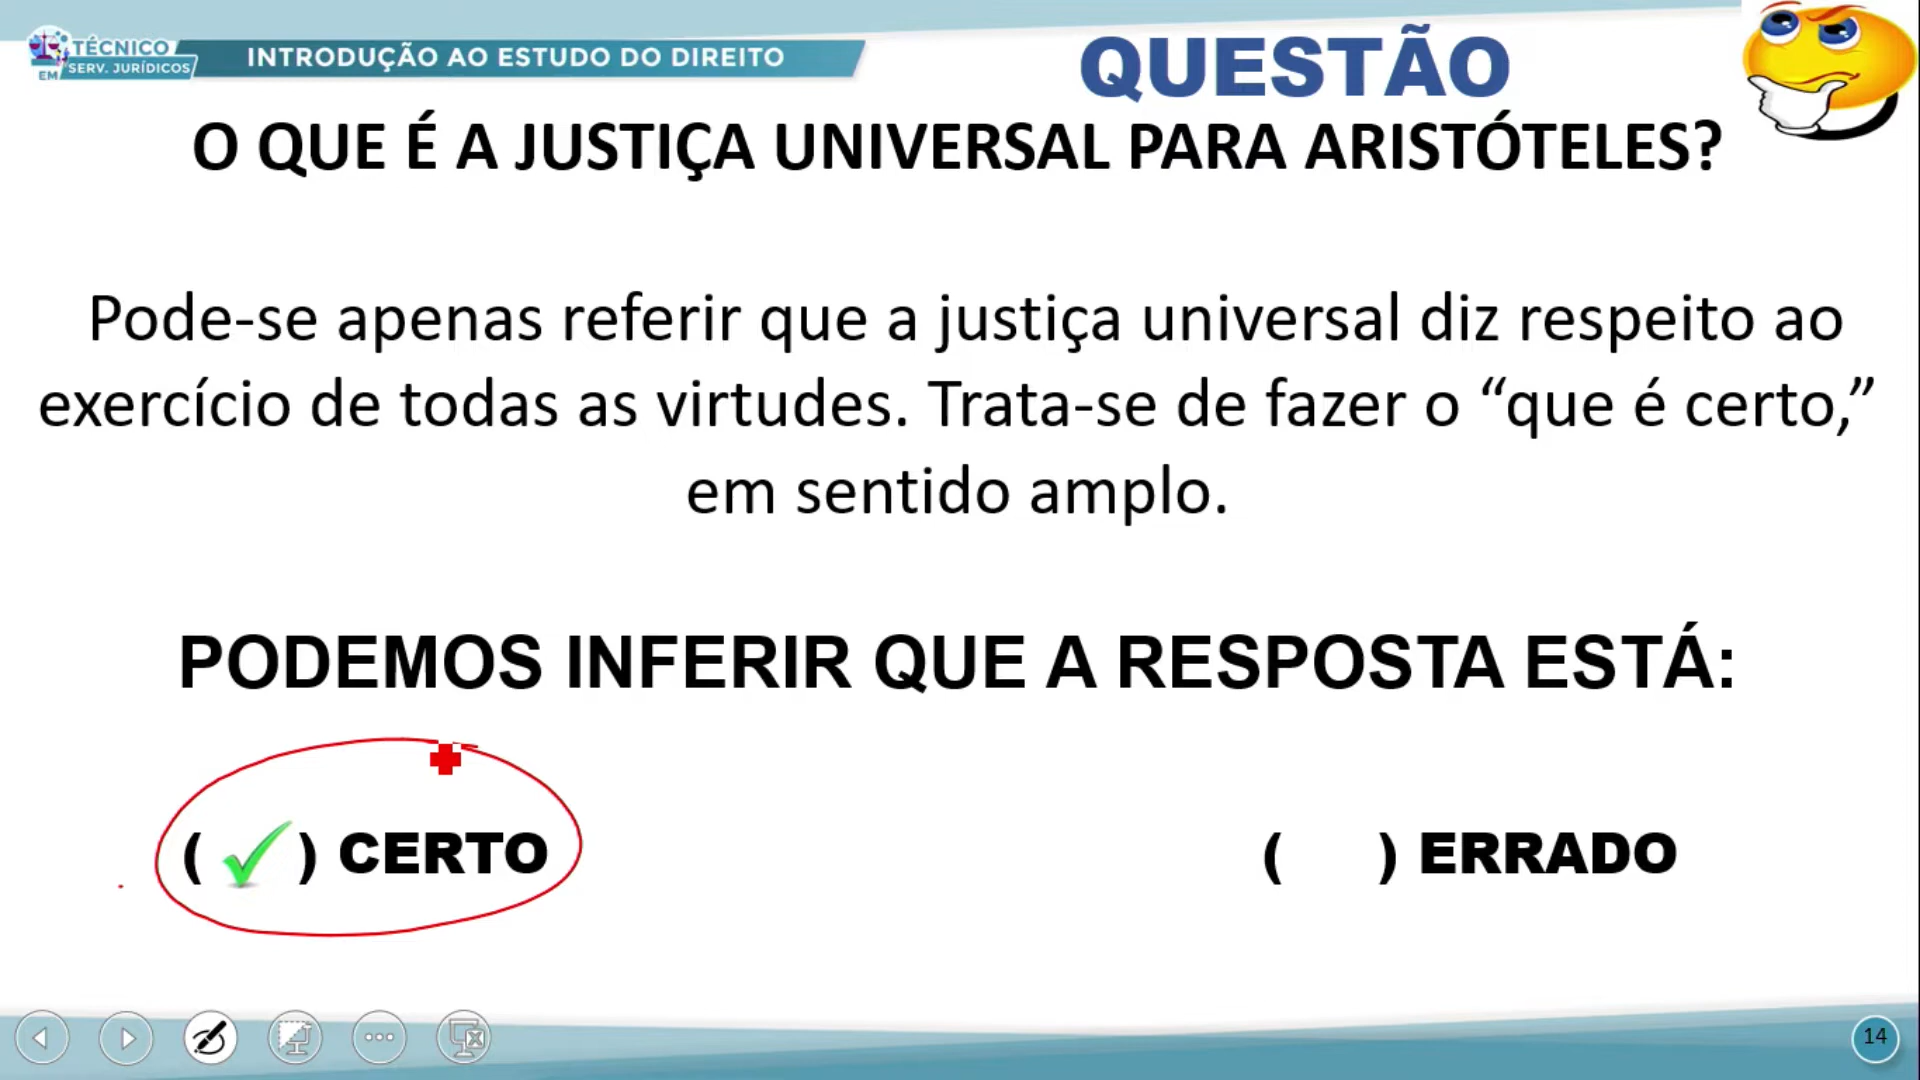 TÉCNICO
EM SERV. JURÍDICOS
INTRODUÇÃO AO ESTUDO DO DIREITO
QUESTÃO
O QUE É A JUSTIÇA UNIVERSAL PARA ARISTÓTELES?
Pode-se apenas referir que a justiça universal diz respeito ao
exercício de todas as virtudes. Trata-se de fazer o “que é certo,”
em sentido amplo.
PODEMOS INFERIR QUE A RESPOSTA ESTÁ:
( ) CERTO
( ) ERRADO
14